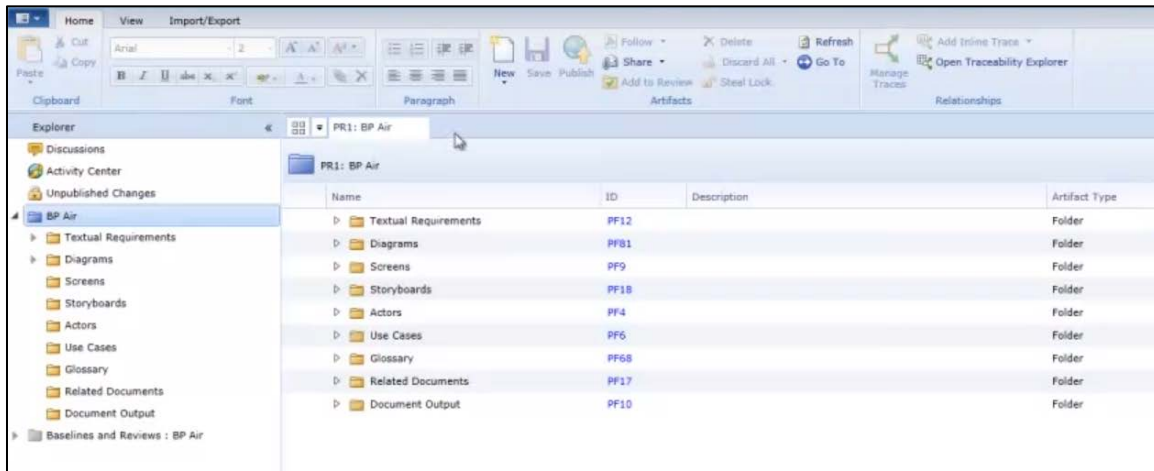 Home View Import/Export
Cut Arial 2 Follow Delete Refresh Add Inline Trace
Copy Share Discard All Go To Open Traceability Explorer
Paste B I U abc New Save Publish Add to Review Steal Lock Manage Traces
Clipboard Font Paragraph Artifacts Relationships
Explorer PR1: BP Air
Discussions
Activity Center PR1: BP Air
Unpublished Changes Name ID Description Artifact Type
BP Air Textual Requirements PF12 Folder
Textual Requirements Diagrams PF81 Folder
Diagrams Screens PF9 Folder
Screens Storyboards PF18 Folder
Storyboards Actors PF4 Folder
Actors Use Cases PF6 Folder
Use Cases Glossary PF68 Folder
Glossary Related Documents PF17 Folder
Related Documents Document Output PF10 Folder
Document Output
Baselines and Reviews : BP Air